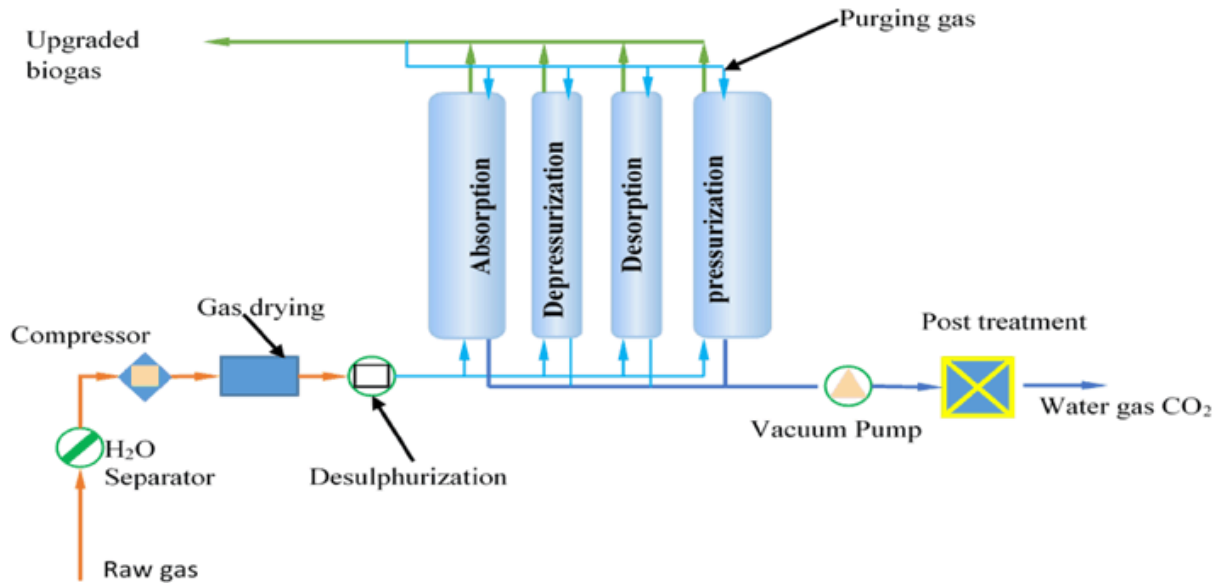 Purging gas
Upgraded
biogas
Absorption
Depressurization
Desorption
pressurization
Gas drying
Compressor
Post treatment
H₂O
Separator
Desulphurization
Vacuum Pump
Water gas CO₂
Raw gas